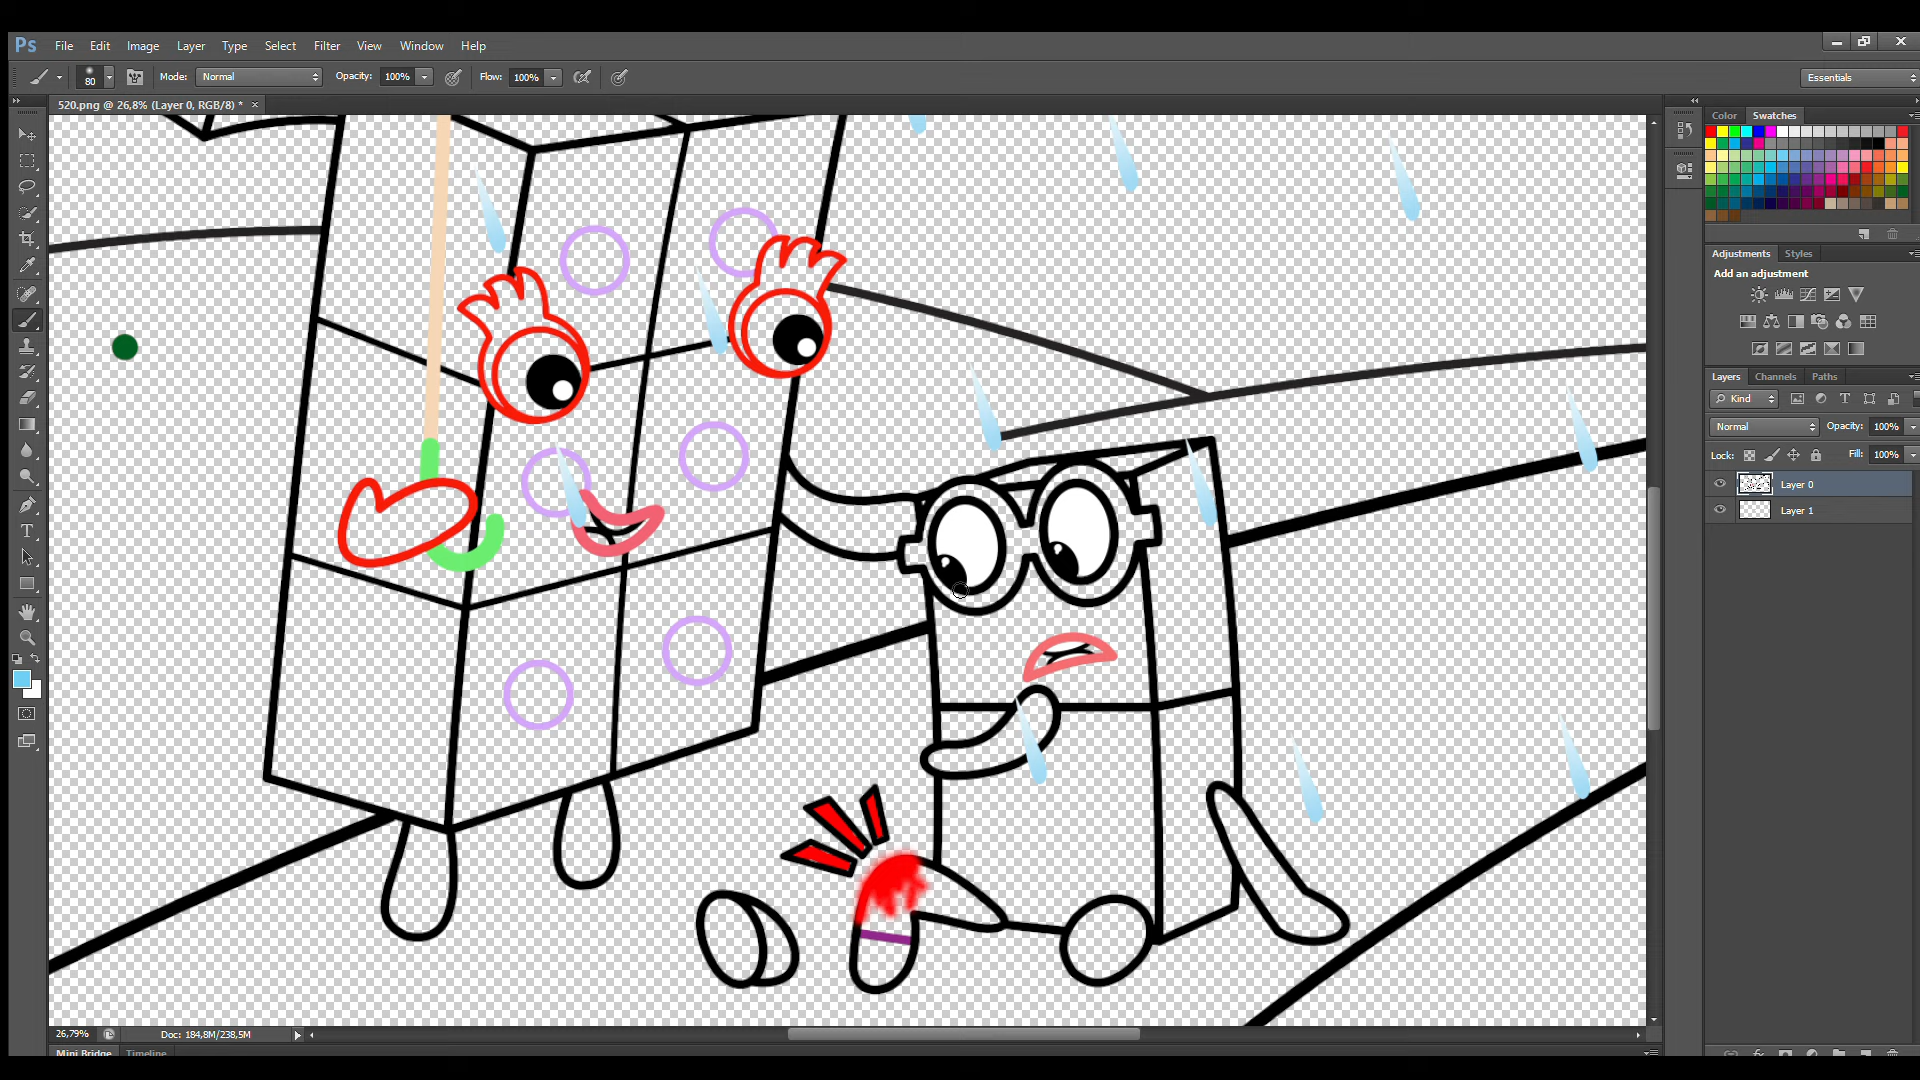 Ps File Edit Image Layer Type Select Filter View Window Help
80 Mode: Normal Opacity: 100% Flow: 100% Essentials
520.png @ 26,8% (Layer 0, RGB/8) * ×
Color Swatches
Adjustments Styles
Add an adjustment
Layers Channels Paths
Kind
Normal Opacity: 100%
Lock: Fill: 100%
Layer 0
Layer 1
26,79% Doc: 184,8M/238,5M
Mini Bridge Timeline